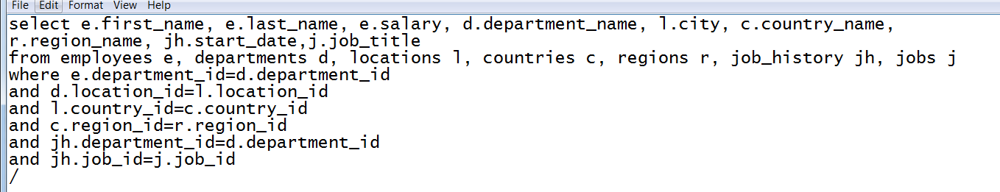 File Edit Format View Help
select e.first_name, e.last_name, e.salary, d.department_name, l.city, c.country_name,
r.region_name, jh.start_date,j.job_title
from employees e, departments d, locations l, countries c, regions r, job_history jh, jobs j
where e.department_id=d.department_id
and d.location_id=l.location_id
and l.country_id=c.country_id
and c.region_id=r.region_id
and jh.department_id=d.department_id
and jh.job_id=j.job_id
/